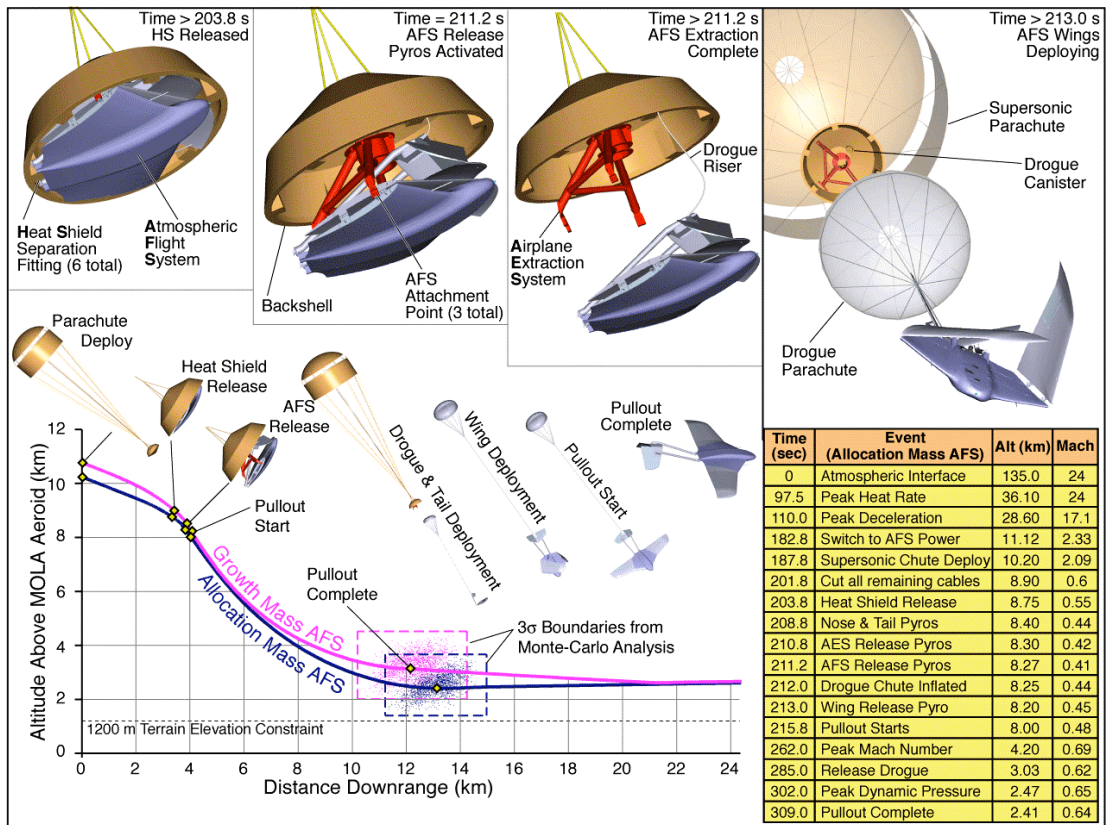 Time > 203.8 s
HS Released
Heat Shield
Separation
Fitting (6 total)
Atmospheric
Flight
System
Time = 211.2 s
AFS Release
Pyros Activated
Backshell
AFS
Attachment
Point (3 total)
Time > 211.2 s
AFS Extraction
Complete
Drogue
Riser
Airplane
Extraction
System
Time > 213.0 s
AFS Wings
Deploying
Supersonic
Parachute
Drogue
Canister
Drogue
Parachute
Parachute
Deploy
Heat Shield
Release
AFS
Release
Pullout
Start
Drogue & Tail Deployment
Wing Deployment
Pullout Start
Pullout
Complete
Growth Mass AFS
Allocation Mass AFS
Pullout
Complete
3σ Boundaries from
Monte-Carlo Analysis
1200 m Terrain Elevation Constraint
Altitude Above MOLA Aeroid (km)
12
10
8
6
4
2
0
0 2 4 6 8 10 12 14 16 18 20 22 24
Distance Downrange (km)
Time (sec) Event (Allocation Mass AFS) Alt (km) Mach
0 Atmospheric Interface 135.0 24
97.5 Peak Heat Rate 36.10 24
110.0 Peak Deceleration 28.60 17.1
182.8 Switch to AFS Power 11.12 2.33
187.8 Supersonic Chute Deploy 10.20 2.09
201.8 Cut all remaining cables 8.90 0.6
203.8 Heat Shield Release 8.75 0.55
208.8 Nose & Tail Pyros 8.40 0.44
210.8 AES Release Pyros 8.30 0.42
211.2 AFS Release Pyros 8.27 0.41
212.0 Drogue Chute Inflated 8.25 0.44
213.0 Wing Release Pyro 8.20 0.45
215.8 Pullout Starts 8.00 0.48
262.0 Peak Mach Number 4.20 0.69
285.0 Release Drogue 3.03 0.62
302.0 Peak Dynamic Pressure 2.47 0.65
309.0 Pullout Complete 2.41 0.64